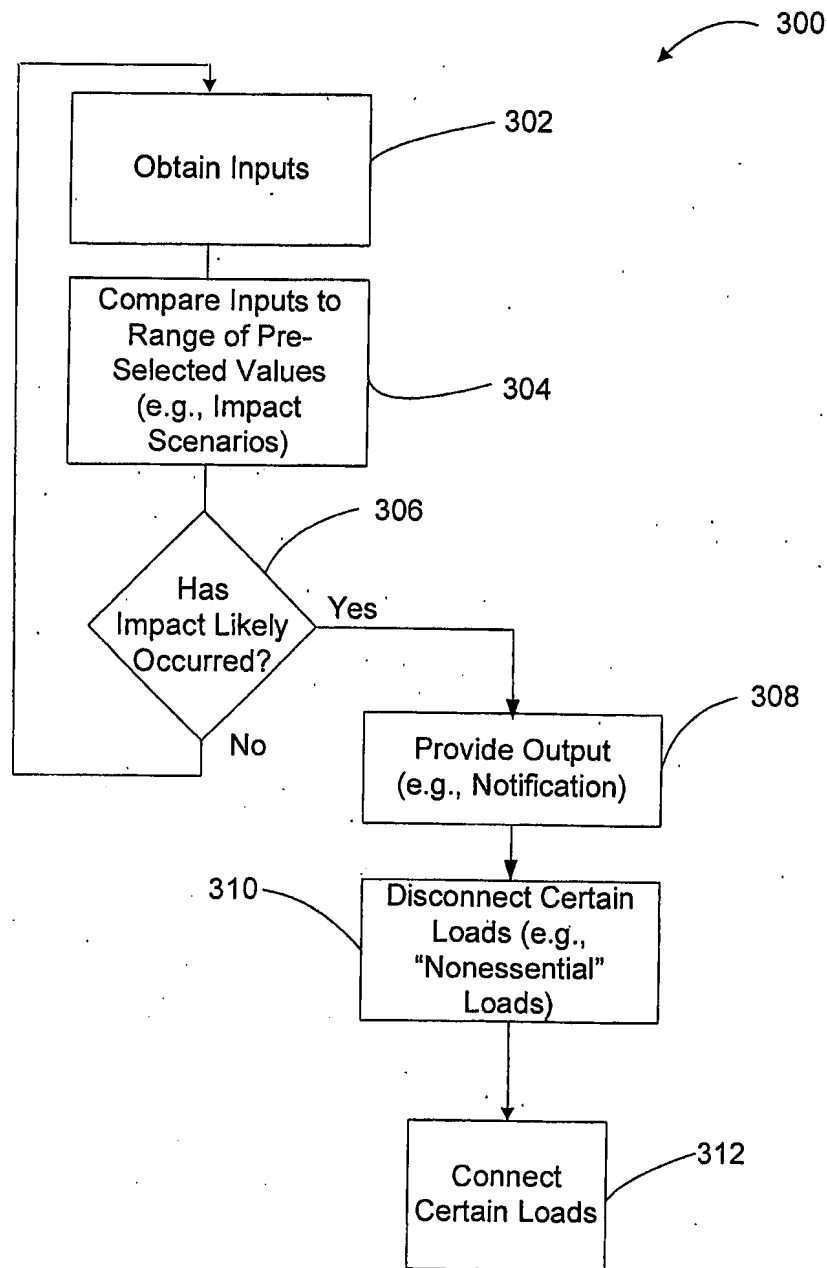 300
302
Obtain Inputs
Compare Inputs to
Range of Pre-
Selected Values
(e.g., Impact
Scenarios)
304
306
Has
Impact Likely
Occurred?
Yes
No
308
Provide Output
(e.g., Notification)
310
Disconnect Certain
Loads (e.g.,
“Nonessential”
Loads)
312
Connect
Certain Loads